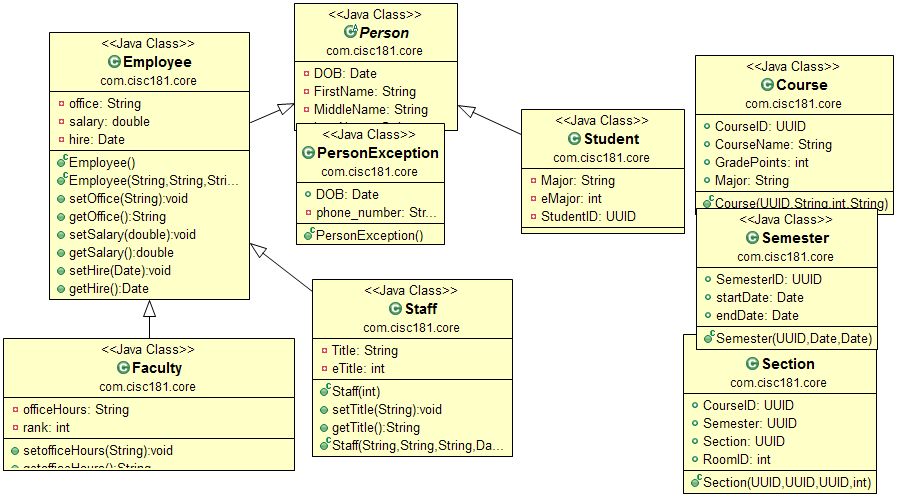 <<Java Class>>
Employee
com.cisc181.core
office: String
salary: double
hire: Date
Employee()
Employee(String,String,Stri...
setOffice(String):void
getOffice():String
setSalary(double):void
getSalary():double
setHire(Date):void
getHire():Date
<<Java Class>>
Person
com.cisc181.core
DOB: Date
FirstName: String
MiddleName: String
<<Java Class>>
PersonException
com.cisc181.core
DOB: Date
phone_number: Str...
PersonException()
<<Java Class>>
Student
com.cisc181.core
Major: String
eMajor: int
StudentID: UUID
<<Java Class>>
Course
com.cisc181.core
CourseID: UUID
CourseName: String
GradePoints: int
Major: String
Course(UUID,String,int,String)
<<Java Class>>
Semester
com.cisc181.core
SemesterID: UUID
startDate: Date
endDate: Date
Semester(UUID,Date,Date)
Section
com.cisc181.core
CourseID: UUID
Semester: UUID
Section: UUID
RoomID: int
Section(UUID,UUID,UUID,int)
<<Java Class>>
Faculty
com.cisc181.core
officeHours: String
rank: int
setofficeHours(String):void
getofficeHours():String
<<Java Class>>
Staff
com.cisc181.core
Title: String
eTitle: int
Staff(int)
setTitle(String):void
getTitle():String
Staff(String,String,String,Da...